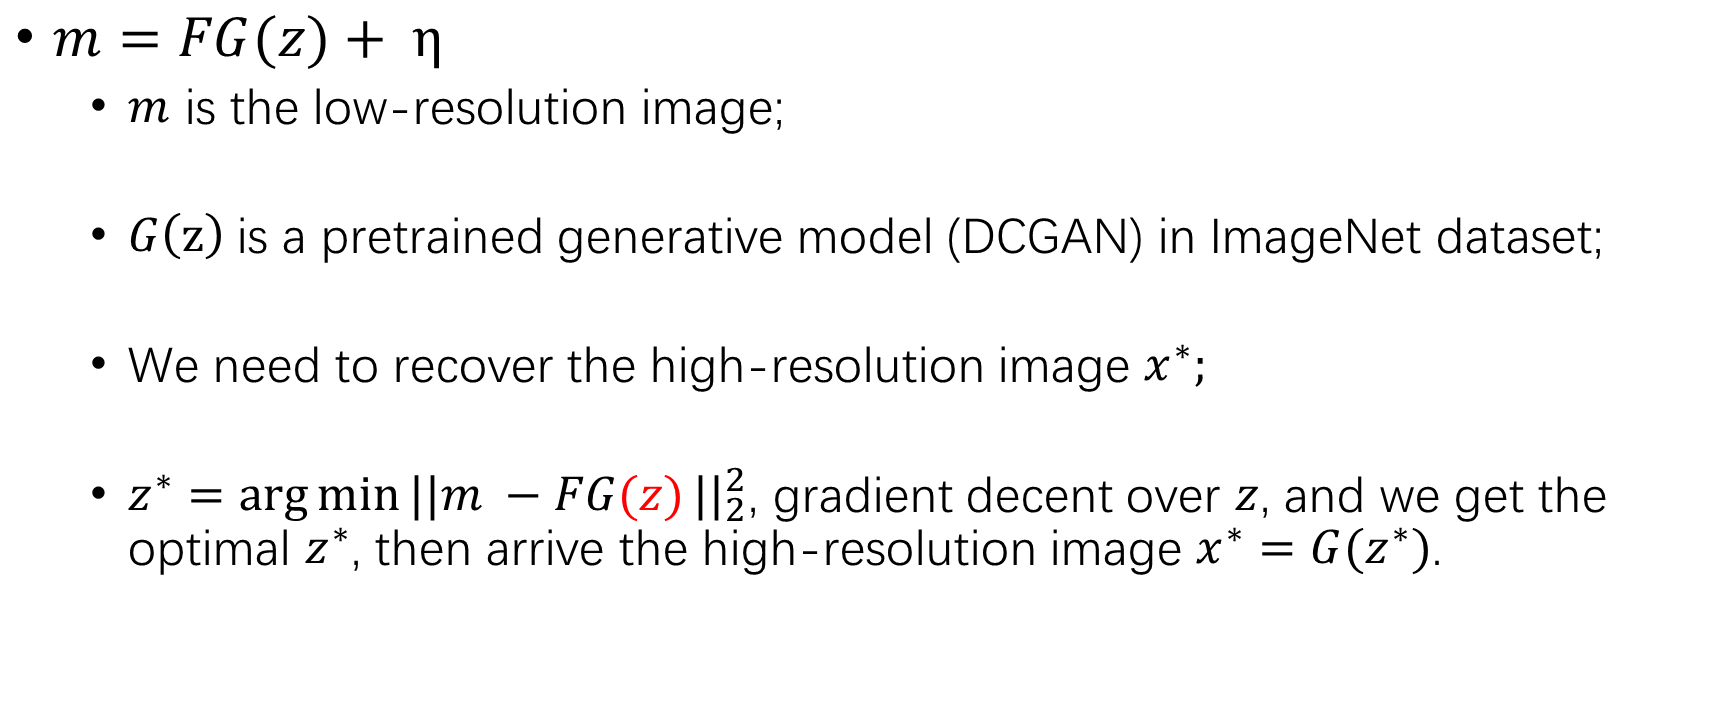 • m = FG(z) + η
• m is the low-resolution image;
• G(z) is a pretrained generative model (DCGAN) in ImageNet dataset;
• We need to recover the high-resolution image x*;
• z* = arg min ||m − FG(z) ||₂², gradient decent over z, and we get the
optimal z*, then arrive the high-resolution image x* = G(z*).